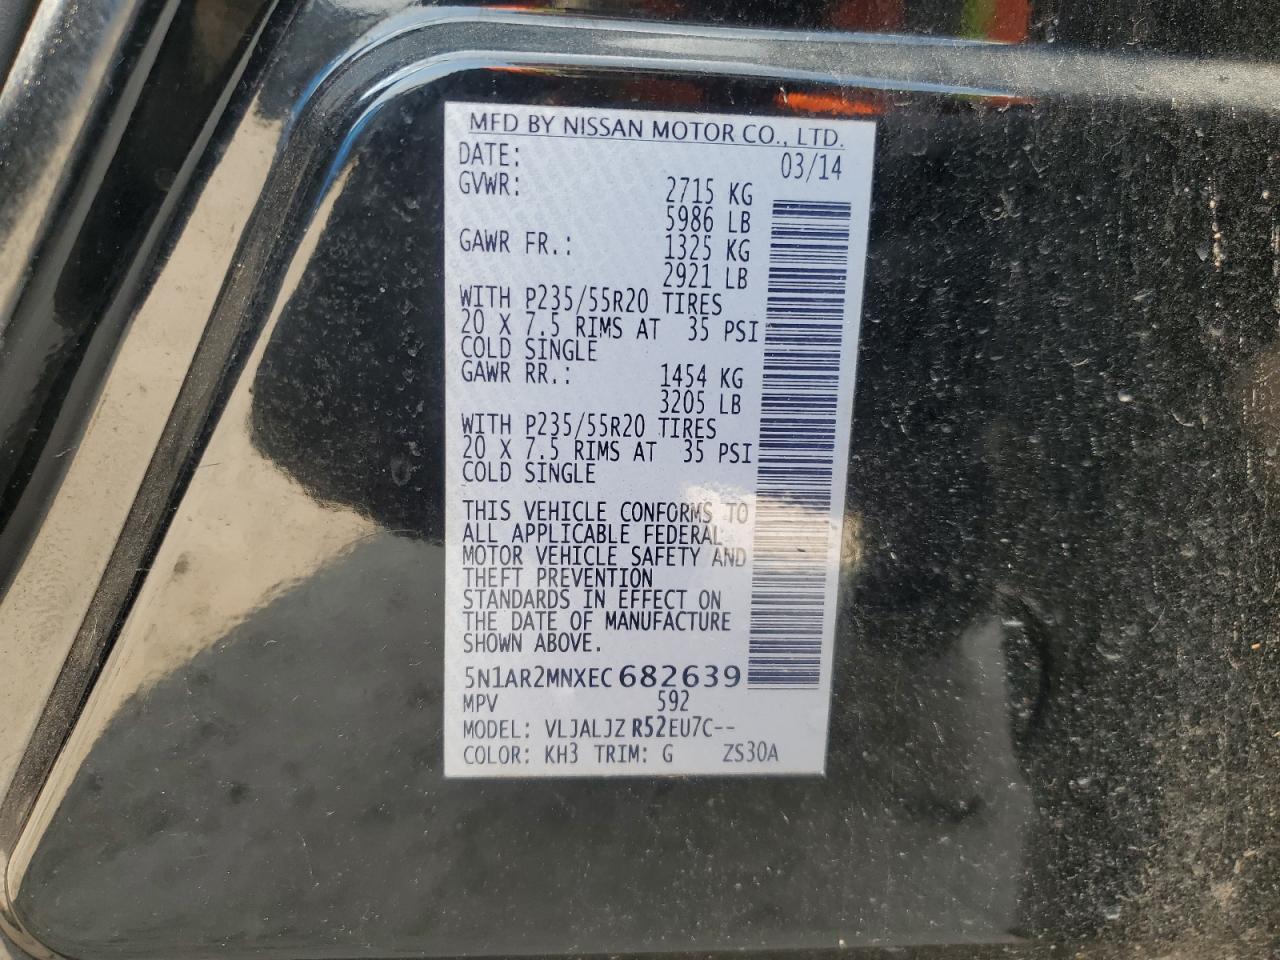 MFD BY NISSAN MOTOR CO., LTD.
DATE: 03/14
GVWR: 2715 KG
5986 LB
GAWR FR.: 1325 KG
2921 LB
WITH P235/55R20 TIRES
20 X 7.5 RIMS AT 35 PSI
COLD SINGLE
GAWR RR.: 1454 KG
3205 LB
WITH P235/55R20 TIRES
20 X 7.5 RIMS AT 35 PSI
COLD SINGLE
THIS VEHICLE CONFORMS TO
ALL APPLICABLE FEDERAL
MOTOR VEHICLE SAFETY AND
THEFT PREVENTION
STANDARDS IN EFFECT ON
THE DATE OF MANUFACTURE
SHOWN ABOVE.
5N1AR2MNXEC682639
MPV 592
MODEL: VLJALJZ R52EU7C--
COLOR: KH3 TRIM: G ZS30A